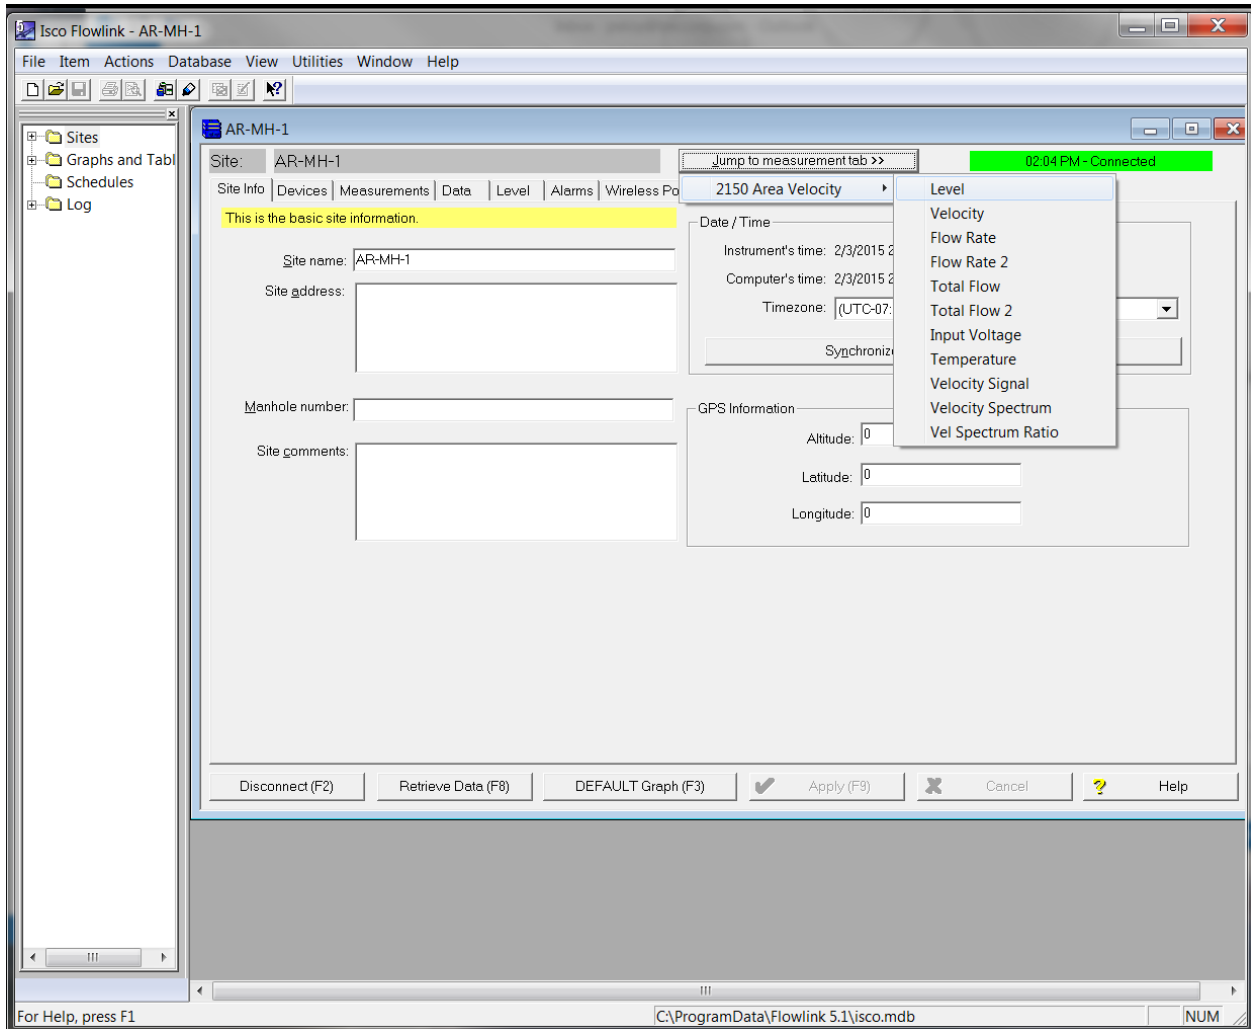 Isco Flowlink - AR-MH-1
File Item Actions Database View Utilities Window Help
Sites
Graphs and Tabl
Schedules
Log
AR-MH-1
Site: AR-MH-1
Jump to measurement tab >>
02:04 PM - Connected
Site Info Devices Measurements Data Level Alarms Wireless Po
2150 Area Velocity
Level
Velocity
Flow Rate
Flow Rate 2
Total Flow
Total Flow 2
Input Voltage
Temperature
Velocity Signal
Velocity Spectrum
Vel Spectrum Ratio
This is the basic site information.
Site name: AR-MH-1
Site address:
Manhole number:
Site comments:
Date / Time
Instrument's time: 2/3/2015 2
Computer's time: 2/3/2015 2
Timezone: (UTC-07:
Synchroniz
GPS Information
Altitude: 0
Latitude: 0
Longitude: 0
Disconnect (F2) Retrieve Data (F8) DEFAULT Graph (F3) Apply (F9) Cancel Help
For Help, press F1 C:\ProgramData\Flowlink 5.1\isco.mdb NUM